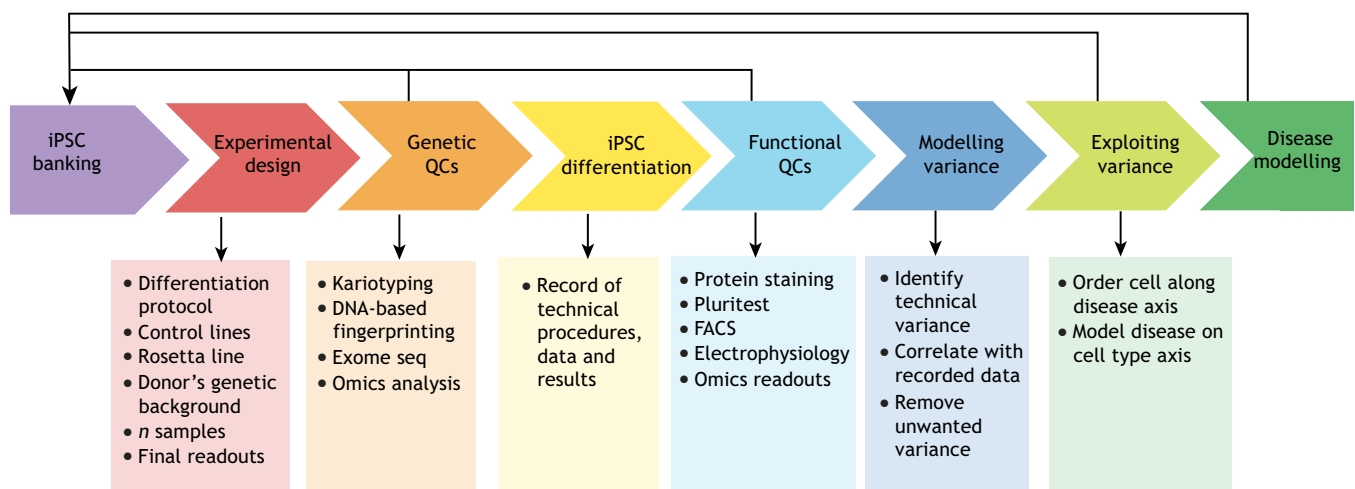 iPSC
banking
Experimental
design
Genetic
QCs
iPSC
differentiation
Functional
QCs
Modelling
variance
Exploiting
variance
Disease
modelling
• Differentiation
protocol
• Control lines
• Rosetta line
• Donor’s genetic
background
• n samples
• Final readouts
• Kariotyping
• DNA-based
fingerprinting
• Exome seq
• Omics analysis
• Record of
technical
procedures,
data and
results
• Protein staining
• Pluritest
• FACS
• Electrophysiology
• Omics readouts
• Identify
technical
variance
• Correlate with
recorded data
• Remove
unwanted
variance
• Order cell along
disease axis
• Model disease on
cell type axis